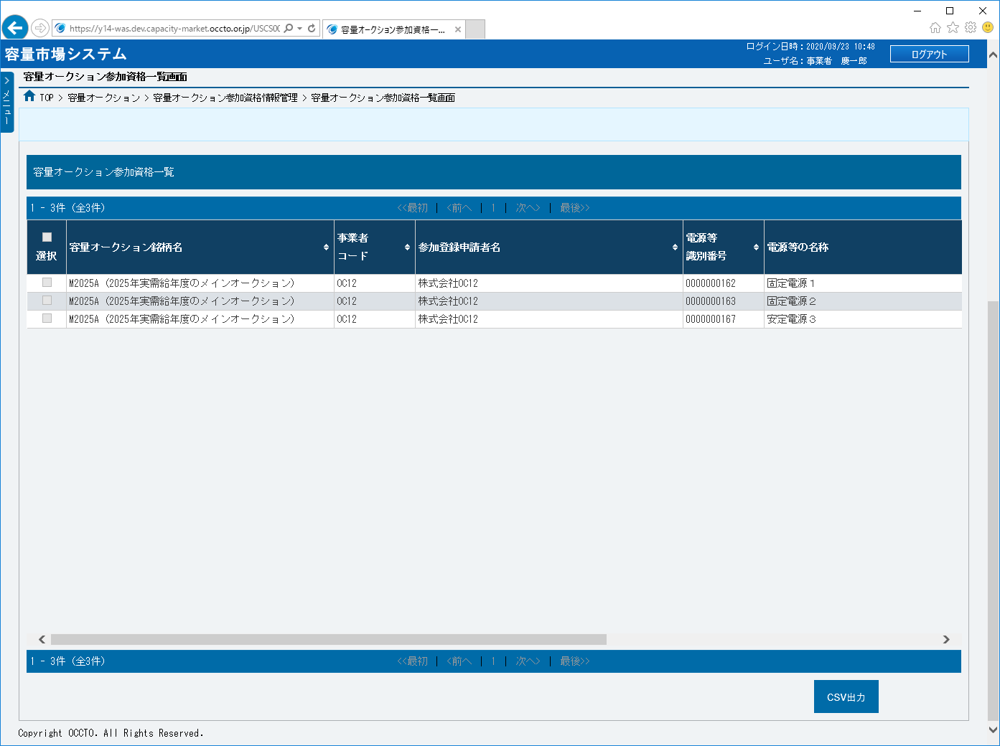 https://y14-was.dev.capacity-market.occto.or.jp/USCS0
容量オークション参加資格一...
容量市場システム
ログイン日時：2020/09/23 10:48
ユーザ名：事業者　慶一郎
ログアウト
メニュー
容量オークション参加資格一覧画面
TOP > 容量オークション > 容量オークション参加資格情報管理 > 容量オークション参加資格一覧画面
容量オークション参加資格一覧
1 - 3件（全3件） <<最初 | <前へ | 1 | 次へ> | 最後>>
選択 容量オークション銘柄名 事業者コード 参加登録申請者名 電源等識別番号 電源等の名称
M2025A（2025年実需給年度のメインオークション） 0C12 株式会社0C12 0000000162 固定電源１
M2025A（2025年実需給年度のメインオークション） 0C12 株式会社0C12 0000000163 固定電源２
M2025A（2025年実需給年度のメインオークション） 0C12 株式会社0C12 0000000167 安定電源３
1 - 3件（全3件） <<最初 | <前へ | 1 | 次へ> | 最後>>
CSV出力
Copyright OCCTO. All Rights Reserved.